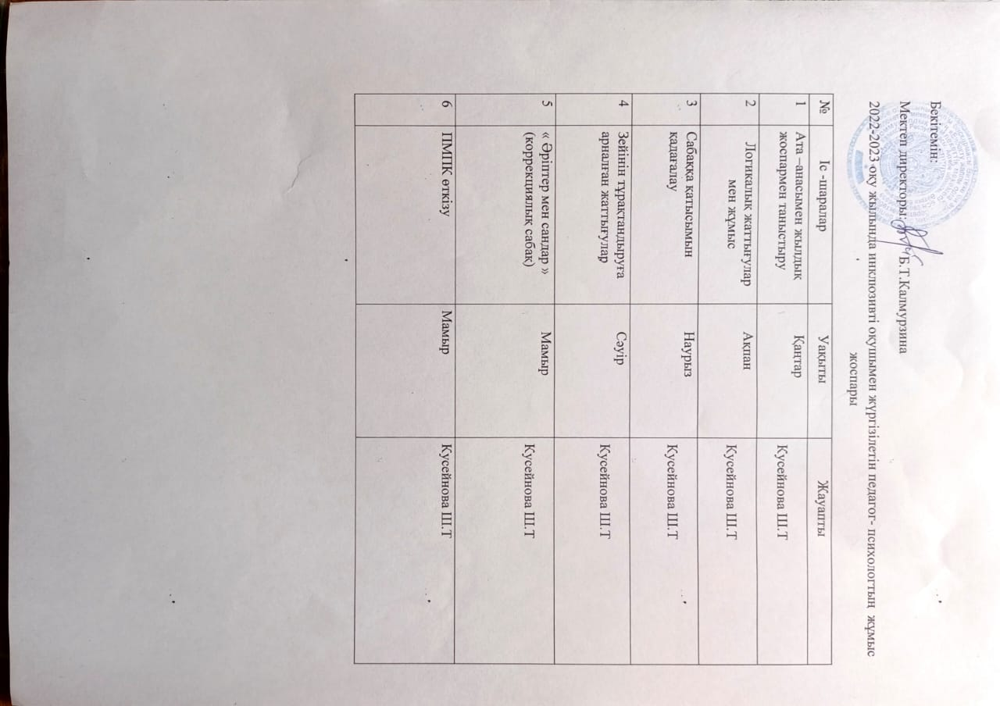 Бекітемін:
Мектеп директоры: Б.Т.Калмурзина
2022-2023 оқу жылында инклюзивті оқушымен жүргізілетін педагог- психологтың жұмыс
жоспары
№ Іс -шаралар Уақыты Жауапты
1 Ата –анасымен жылдық Қаңтар Кусейнова Ш.Т
жоспармен таныстыру
2 Логикалық жаттығулар Ақпан Кусейнова Ш.Т
мен жұмыс
3 Сабаққа қатысымын Наурыз Кусейнова Ш.Т
қадағалау
4 Зейінін тұрақтандыруға Сәуір Кусейнова Ш.Т
арналған жаттығулар
5 « Әріптер мен сандар » Мамыр Кусейнова Ш.Т
(коррекциялық сабақ)
6 ПМПК өткізу Мамыр Кусейнова Ш.Т